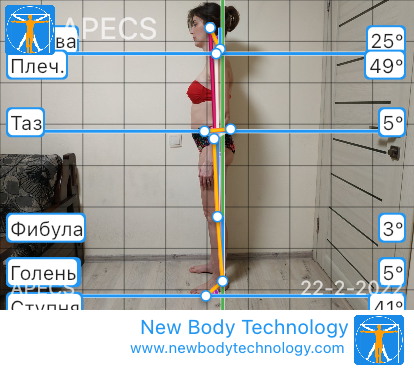 APECS
ва 25°
Плеч. 49°
Таз 5°
Фибула 3°
Голень 5°
APECS 22-2-2022
Ступня 41°
New Body Technology
www.newbodytechnology.com